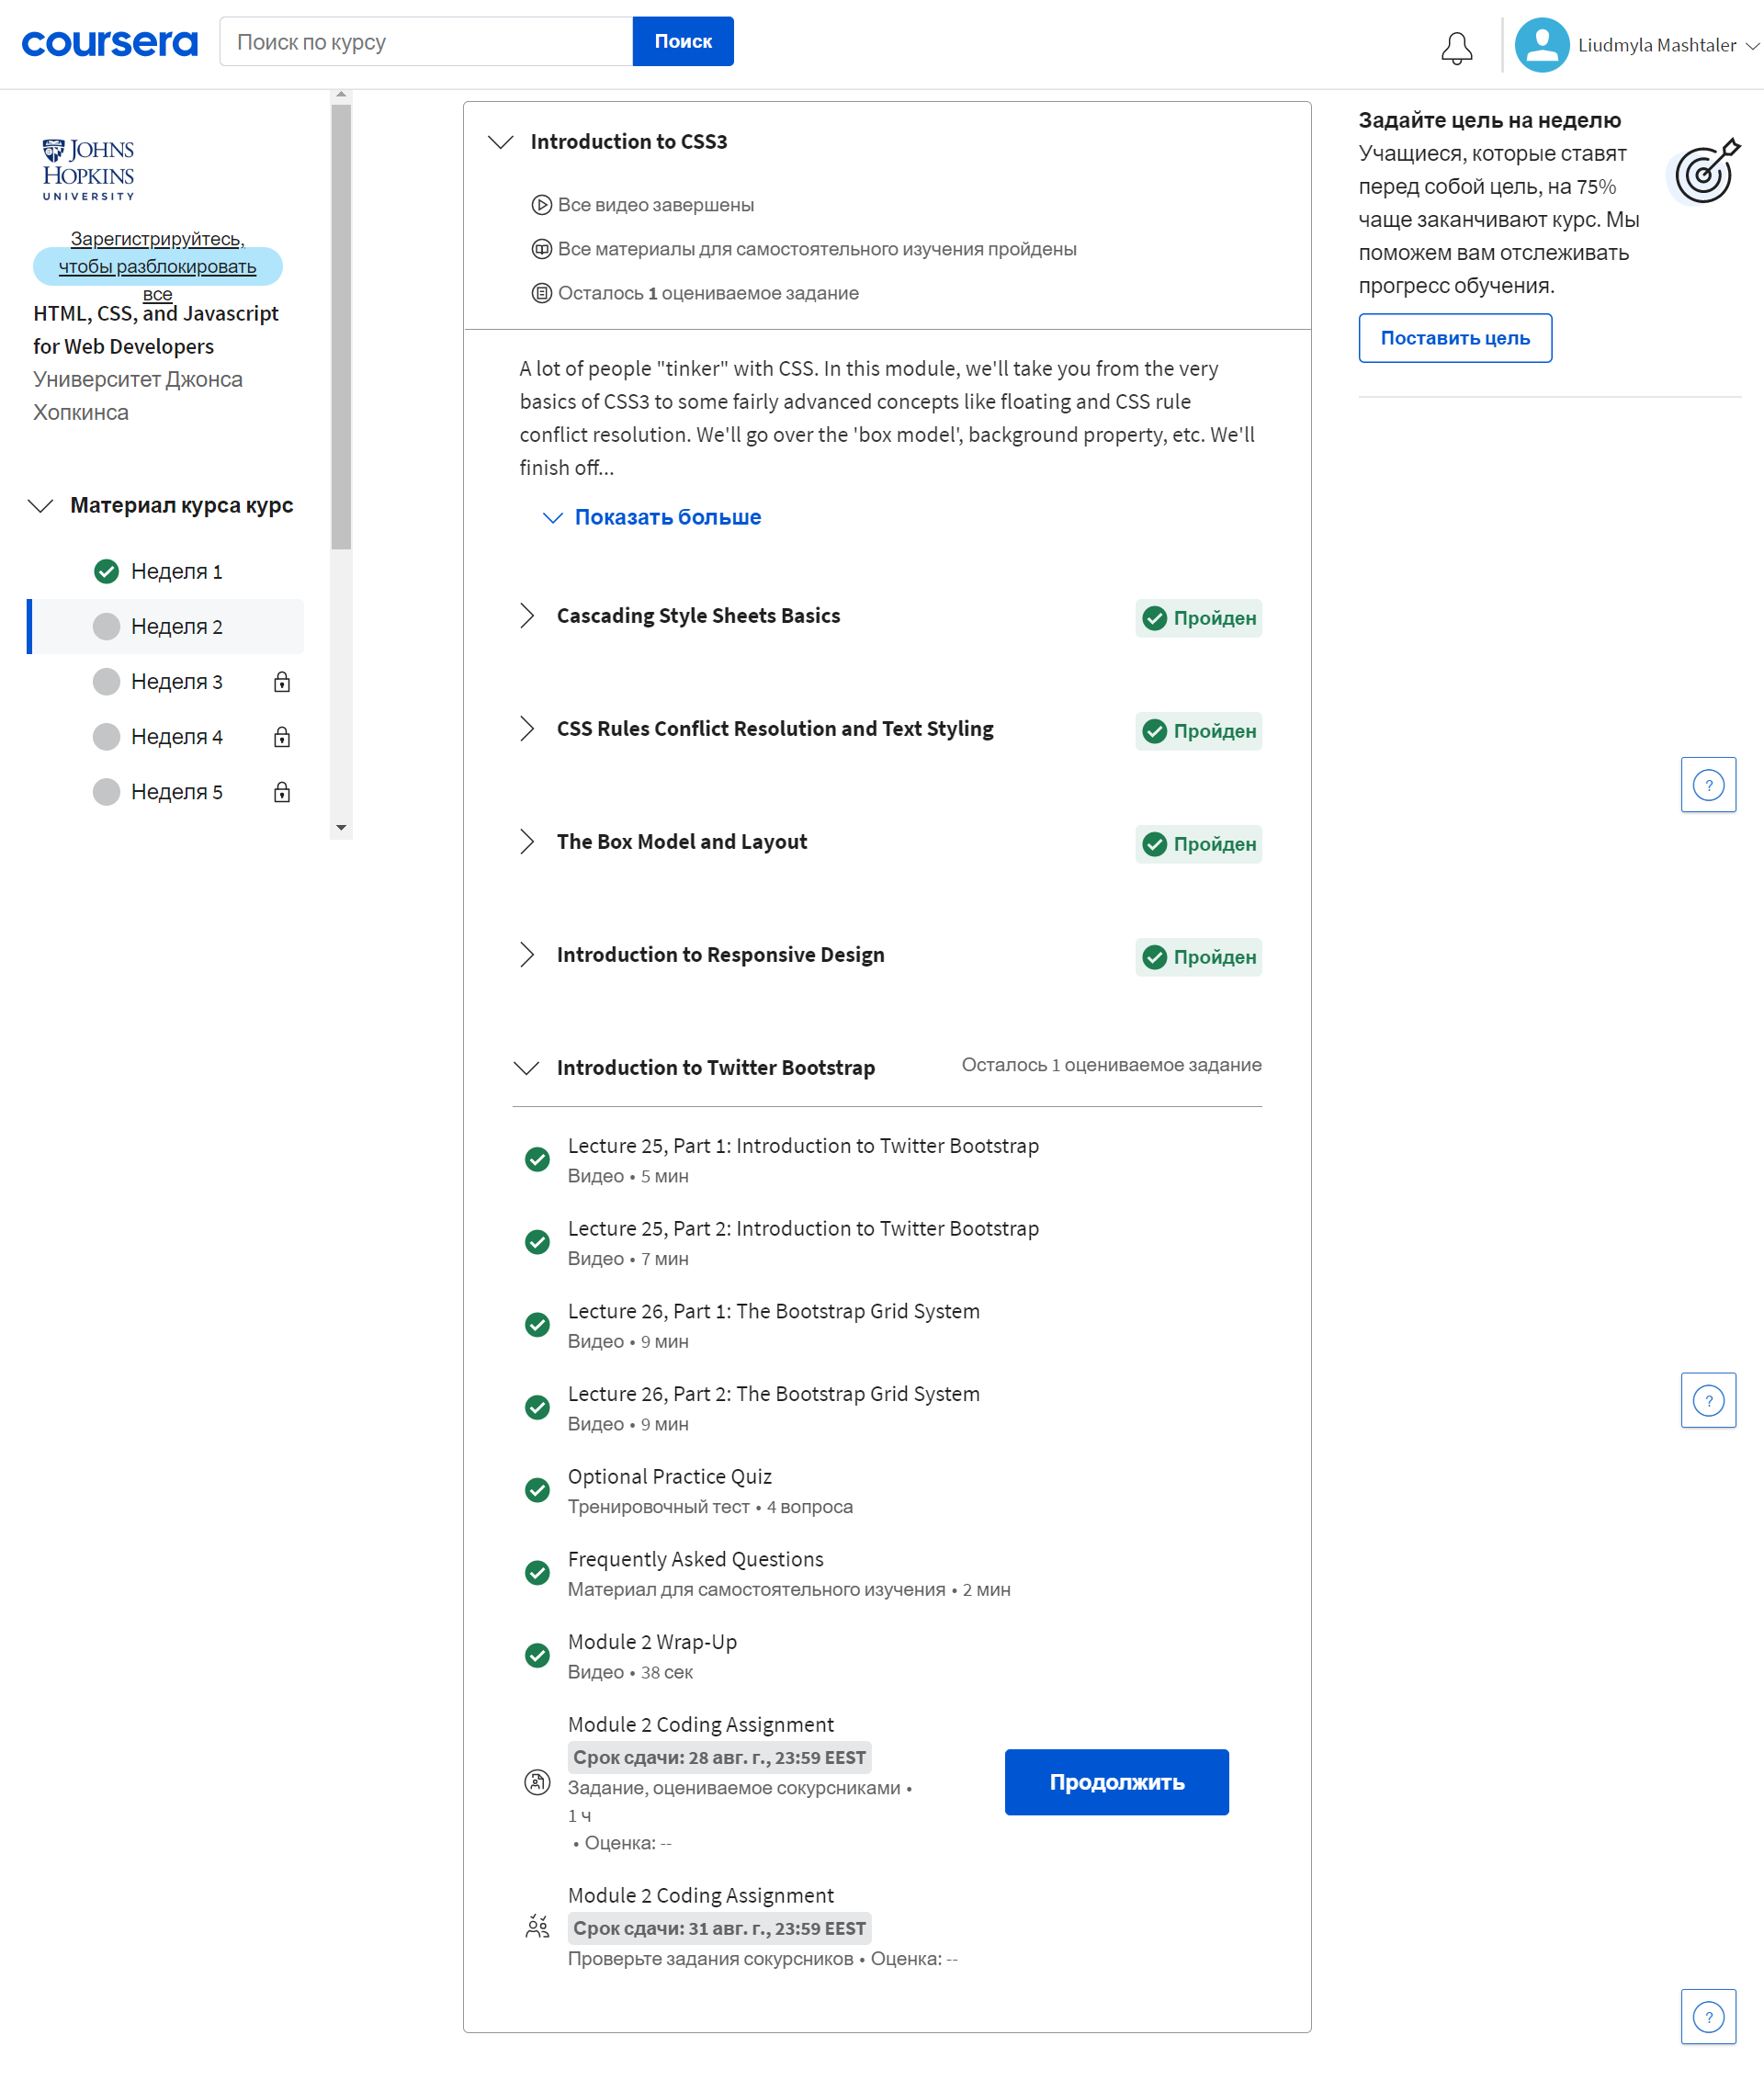 coursera
Поиск по курсу
Поиск
Liudmyla Mashtaler
JOHNS
HOPKINS
UNIVERSITY
Зарегистрируйтесь,
чтобы разблокировать
все
HTML, CSS, and Javascript
for Web Developers
Университет Джонса
Хопкинса
Материал курса курс
Неделя 1
Неделя 2
Неделя 3
Неделя 4
Неделя 5
Introduction to CSS3
Все видео завершены
Все материалы для самостоятельного изучения пройдены
Осталось 1 оцениваемое задание
A lot of people "tinker" with CSS. In this module, we'll take you from the very
basics of CSS3 to some fairly advanced concepts like floating and CSS rule
conflict resolution. We'll go over the 'box model', background property, etc. We'll
finish off...
Показать больше
Cascading Style Sheets Basics
Пройден
CSS Rules Conflict Resolution and Text Styling
Пройден
The Box Model and Layout
Пройден
Introduction to Responsive Design
Пройден
Introduction to Twitter Bootstrap
Осталось 1 оцениваемое задание
Lecture 25, Part 1: Introduction to Twitter Bootstrap
Видео • 5 мин
Lecture 25, Part 2: Introduction to Twitter Bootstrap
Видео • 7 мин
Lecture 26, Part 1: The Bootstrap Grid System
Видео • 9 мин
Lecture 26, Part 2: The Bootstrap Grid System
Видео • 9 мин
Optional Practice Quiz
Тренировочный тест • 4 вопроса
Frequently Asked Questions
Материал для самостоятельного изучения • 2 мин
Module 2 Wrap-Up
Видео • 38 сек
Module 2 Coding Assignment
Срок сдачи: 28 авг. г., 23:59 EEST
Задание, оцениваемое сокурсниками •
1 ч
• Оценка: --
Продолжить
Module 2 Coding Assignment
Срок сдачи: 31 авг. г., 23:59 EEST
Проверьте задания сокурсников • Оценка: --
Задайте цель на неделю
Учащиеся, которые ставят
перед собой цель, на 75%
чаще заканчивают курс. Мы
поможем вам отслеживать
прогресс обучения.
Поставить цель
?
?
?